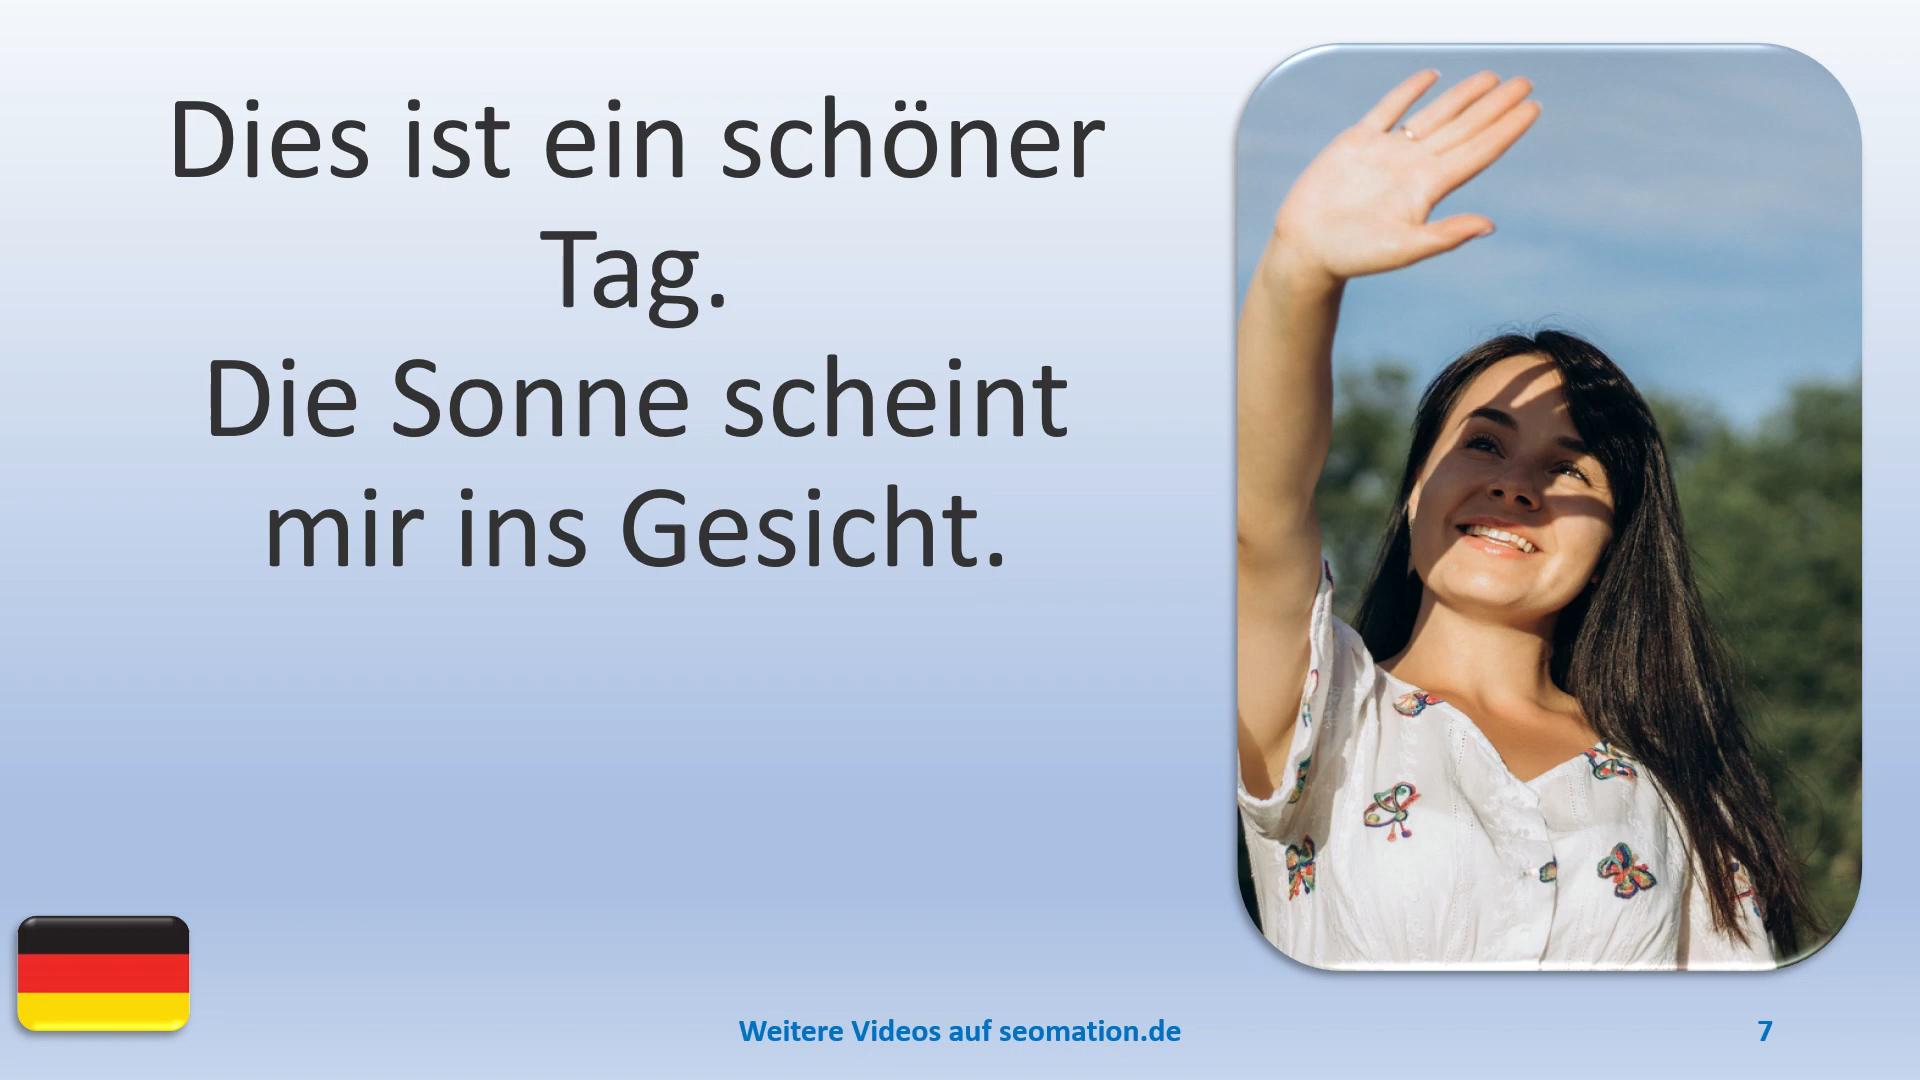 Dies ist ein schöner
Tag.
Die Sonne scheint
mir ins Gesicht.
Weitere Videos auf seomation.de
7